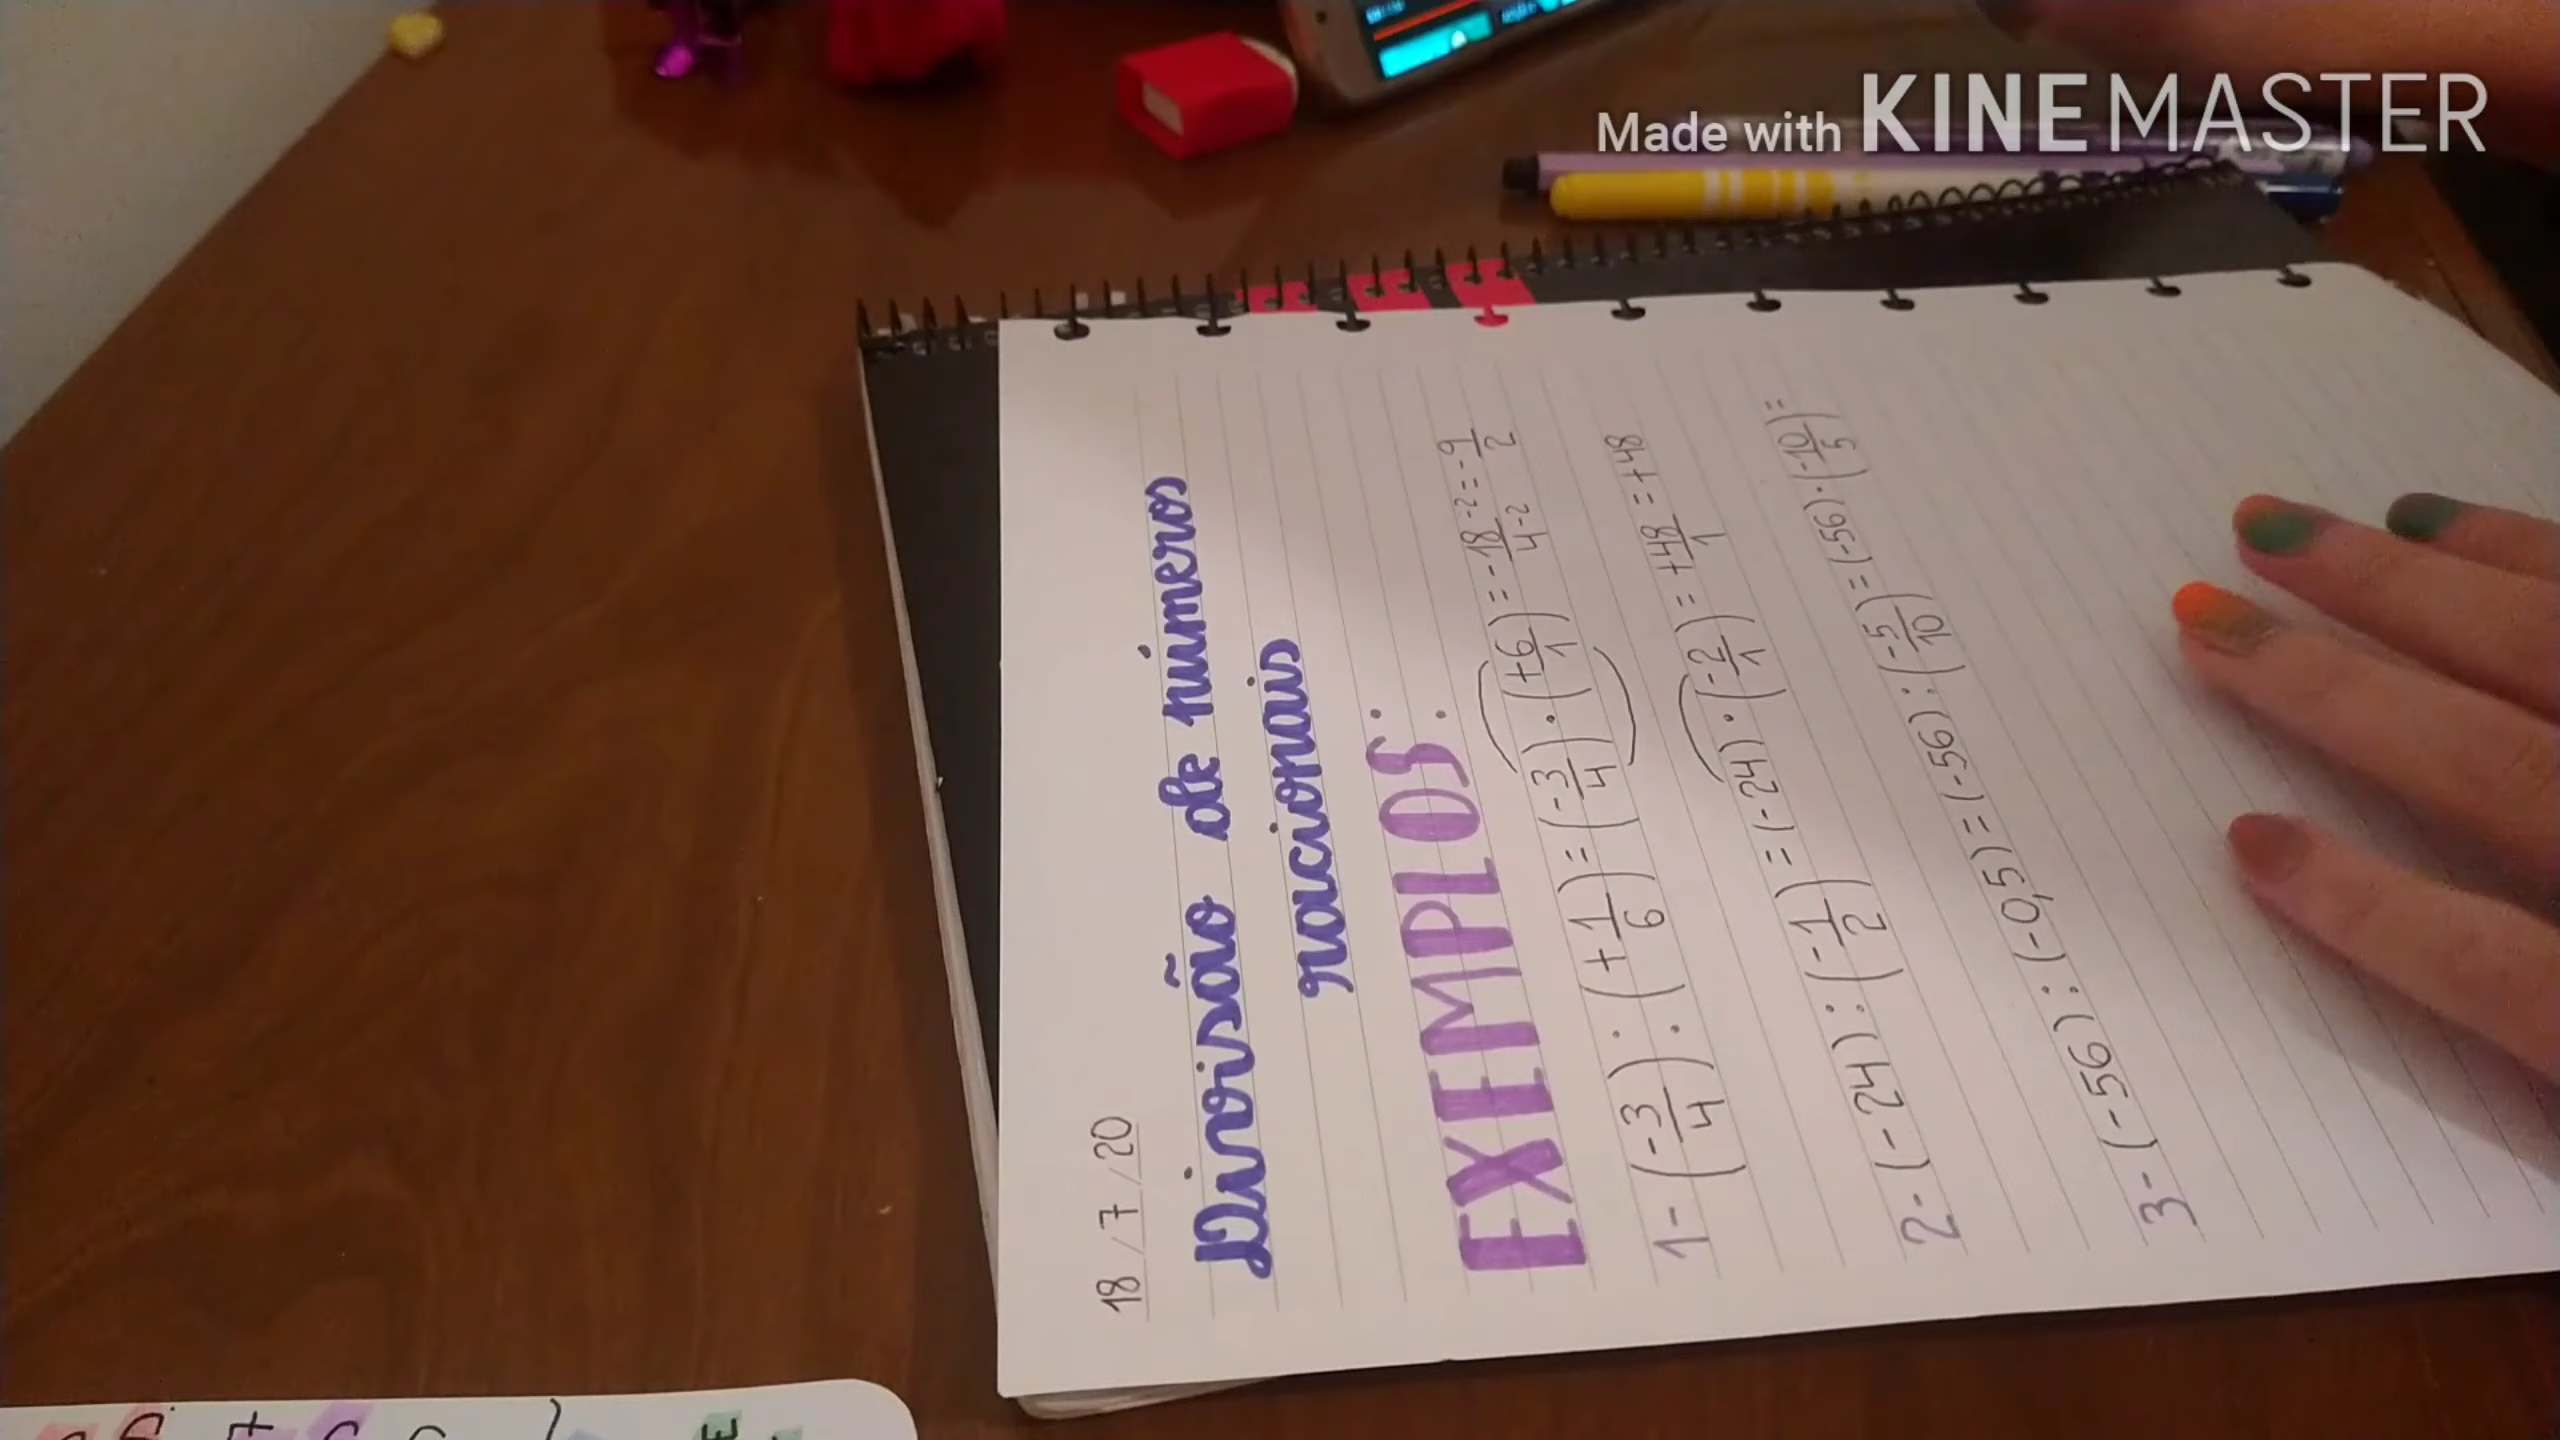 Made with KINEMASTER
18/7/20
Divisão de números
racionais
EXEMPLOS:
1- (-3/4) : (+1/6) = (-3/4) · (+6/1) = -18÷2/4÷2 = -9/2
2- (-24) : (-1/2) = (-24) · (-2/1) = +48/1 = +48
3- (-56) : (-0,5) = (-56) : (-5/10) = (-56) · (-10/5) =